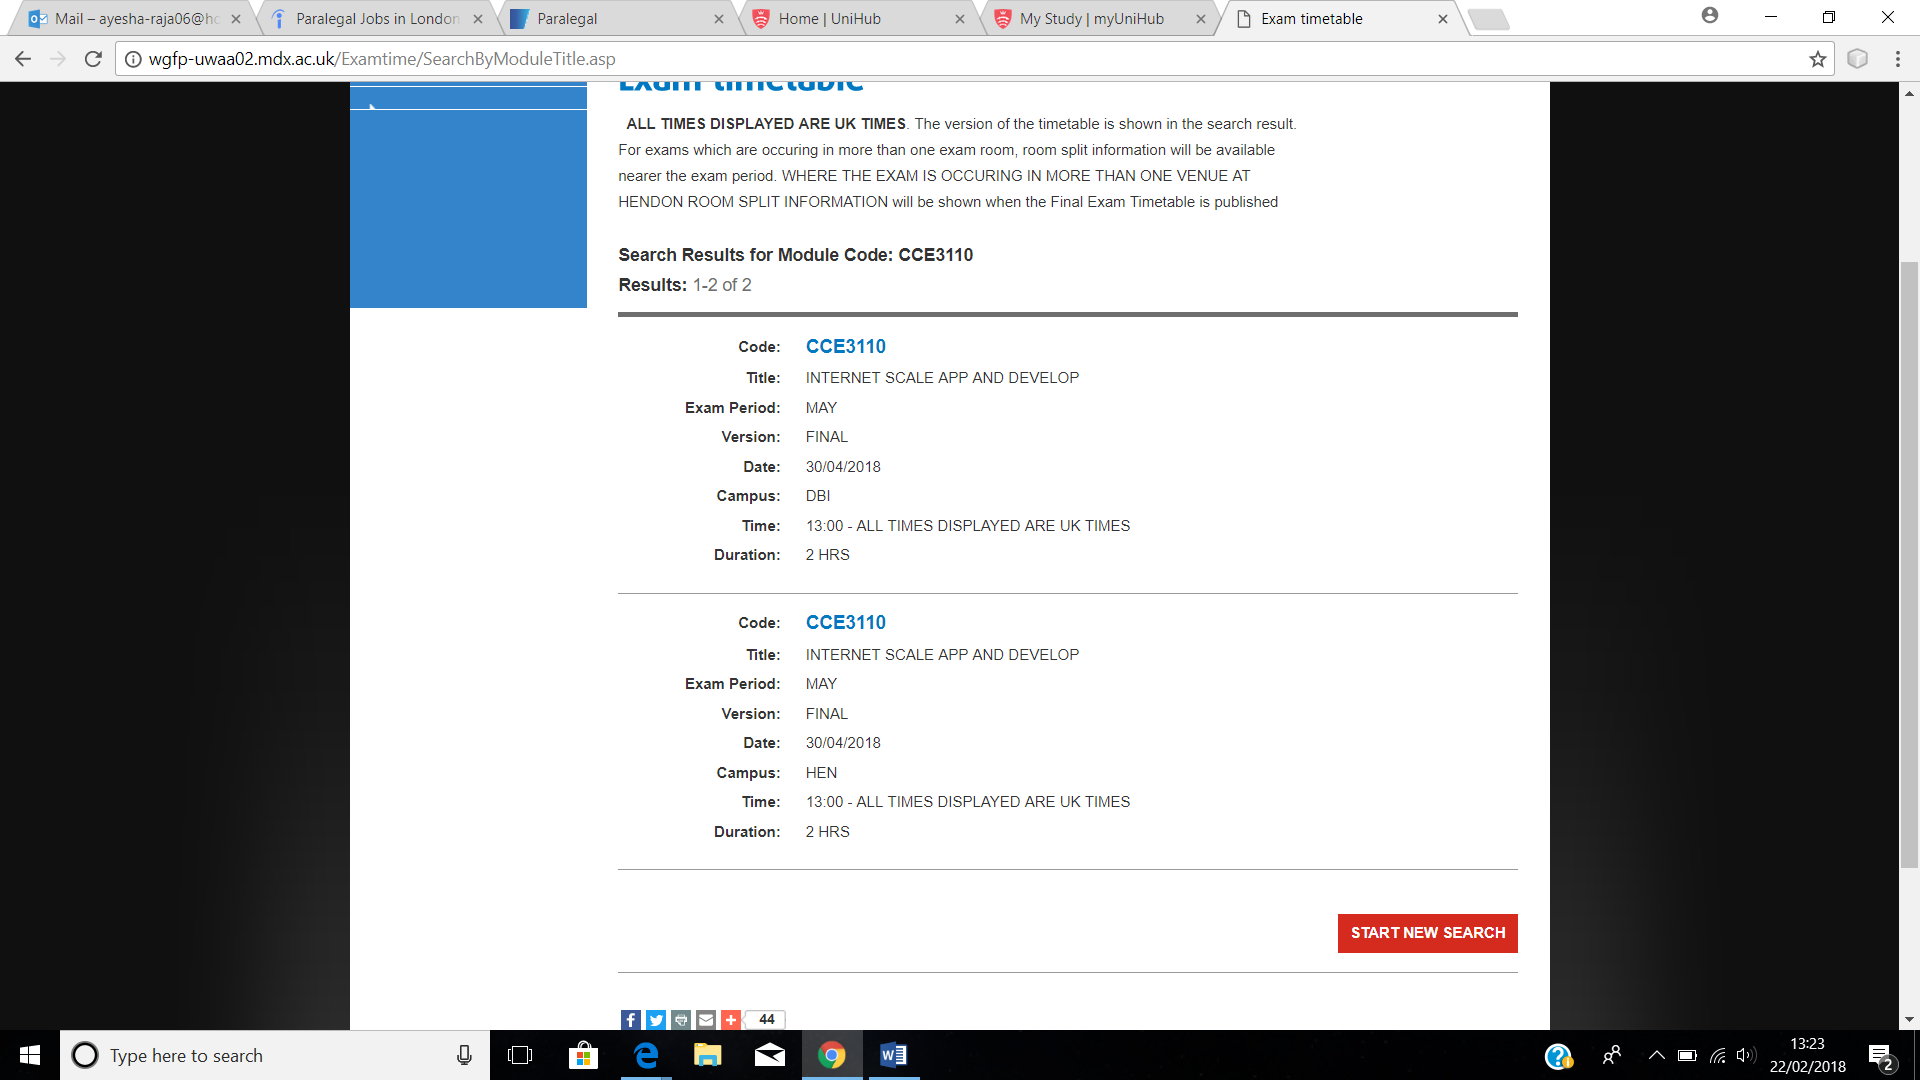 Mail – ayesha-raja06@ho
Paralegal Jobs in London
Paralegal
Home | UniHub
My Study | myUniHub
Exam timetable
wgfp-uwaa02.mdx.ac.uk/Examtime/SearchByModuleTitle.asp
Exam timetable
ALL TIMES DISPLAYED ARE UK TIMES. The version of the timetable is shown in the search result.
For exams which are occuring in more than one exam room, room split information will be available
nearer the exam period. WHERE THE EXAM IS OCCURING IN MORE THAN ONE VENUE AT
HENDON ROOM SPLIT INFORMATION will be shown when the Final Exam Timetable is published
Search Results for Module Code: CCE3110
Results: 1-2 of 2
Code: CCE3110
Title: INTERNET SCALE APP AND DEVELOP
Exam Period: MAY
Version: FINAL
Date: 30/04/2018
Campus: DBI
Time: 13:00 - ALL TIMES DISPLAYED ARE UK TIMES
Duration: 2 HRS
Code: CCE3110
Title: INTERNET SCALE APP AND DEVELOP
Exam Period: MAY
Version: FINAL
Date: 30/04/2018
Campus: HEN
Time: 13:00 - ALL TIMES DISPLAYED ARE UK TIMES
Duration: 2 HRS
START NEW SEARCH
44
Type here to search
13:23
22/02/2018
2